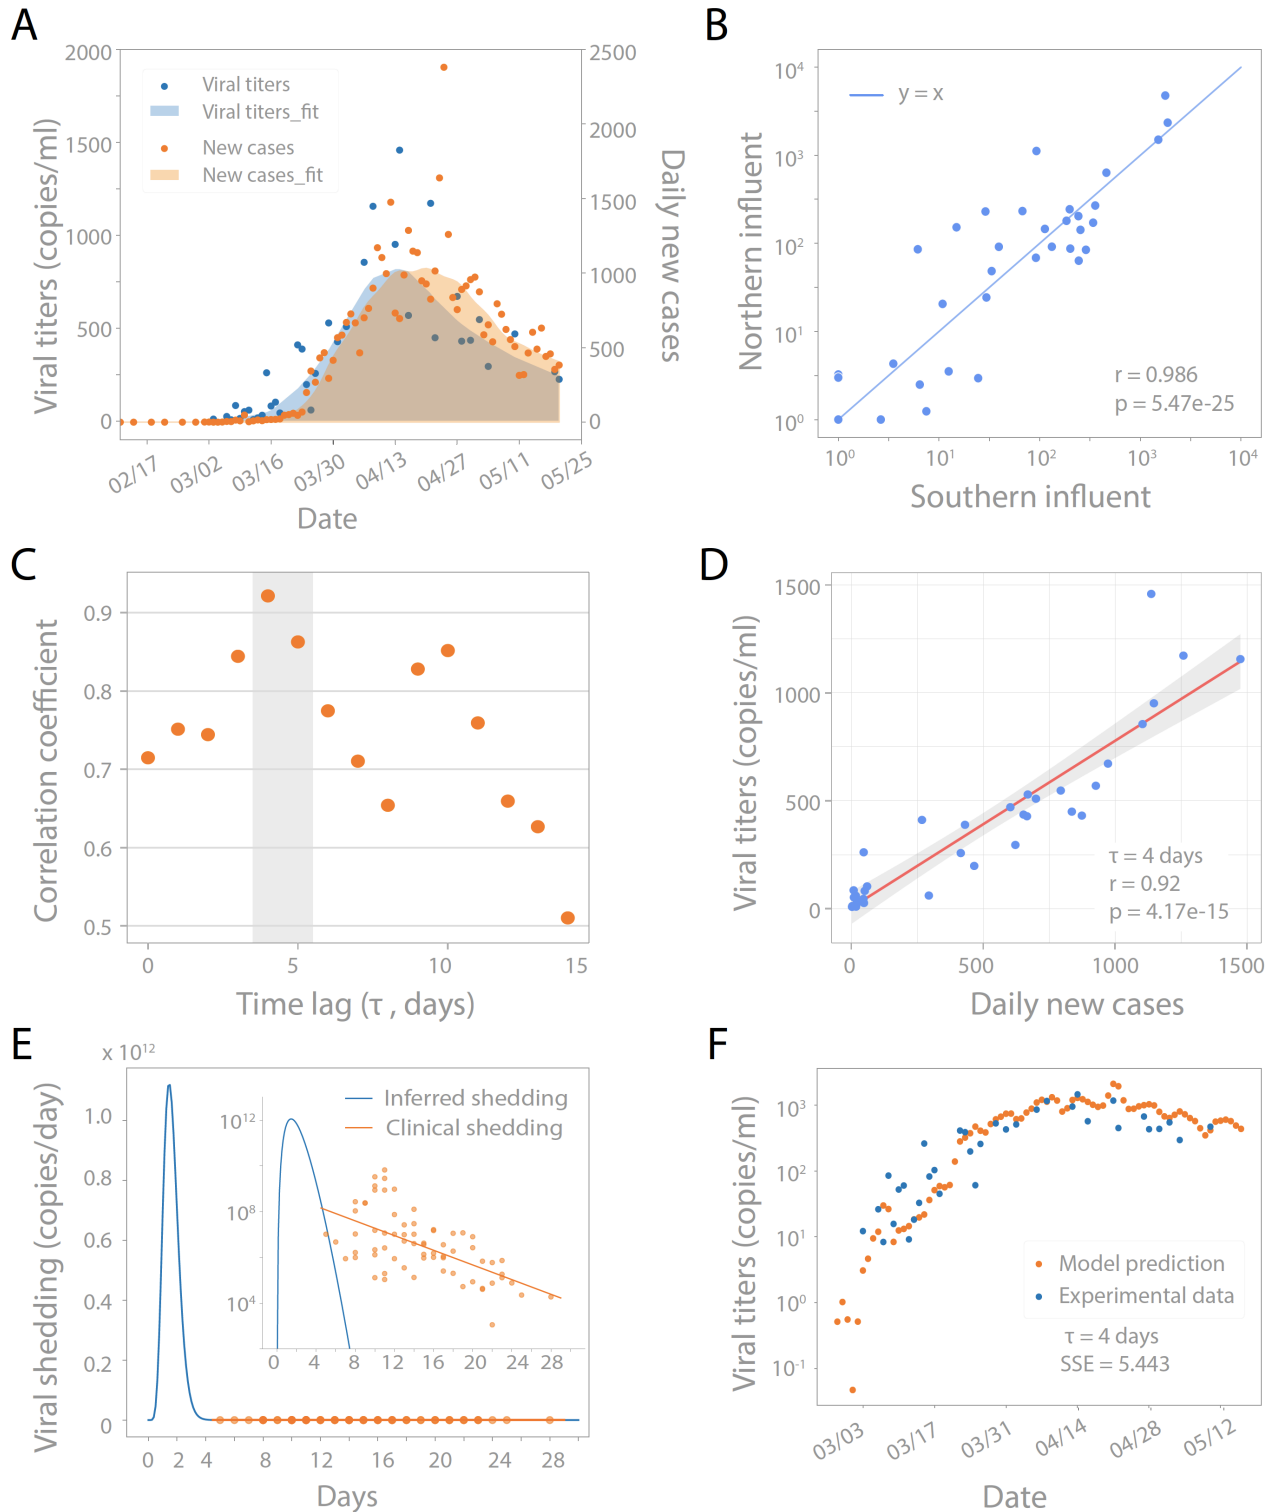 A
Viral titers (copies/ml)
2000
1500
1000
500
0
Viral titers
Viral titers_fit
New cases
New cases_fit
2500
2000
1500
1000
500
0
Daily new cases
02/17 03/02 03/16 03/30 04/13 04/27 05/11 05/25
Date
B
Northern influent
10⁴
10³
10²
10¹
10⁰
y = x
r = 0.986
p = 5.47e-25
10⁰ 10¹ 10² 10³ 10⁴
Southern influent
C
Correlation coefficient
0.9
0.8
0.7
0.6
0.5
0 5 10 15
Time lag (τ , days)
D
Viral titers (copies/ml)
1500
1000
500
0
τ = 4 days
r = 0.92
p = 4.17e-15
0 500 1000 1500
Daily new cases
E
x 10¹²
Viral shedding (copies/day)
1.0
0.8
0.6
0.4
0.2
0
Inferred shedding
Clinical shedding
10¹²
10⁸
10⁴
0 4 8 12 16 20 24 28
0 2 4 8 12 16 20 24 28
Days
F
Viral titers (copies/ml)
10³
10²
10¹
10⁰
10⁻¹
Model prediction
Experimental data
τ = 4 days
SSE = 5.443
03/03 03/17 03/31 04/14 04/28 05/12
Date